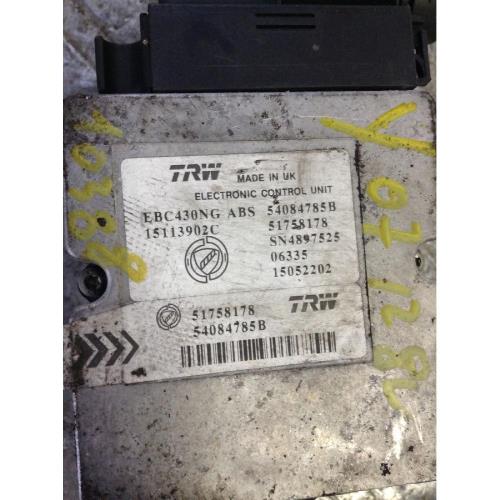 TRW MADE IN UK
ELECTRONIC CONTROL UNIT
EBC430NG ABS 54084785B
15113902C 51758178
SN4897525
06335
15052202
51758178 TRW
54084785B